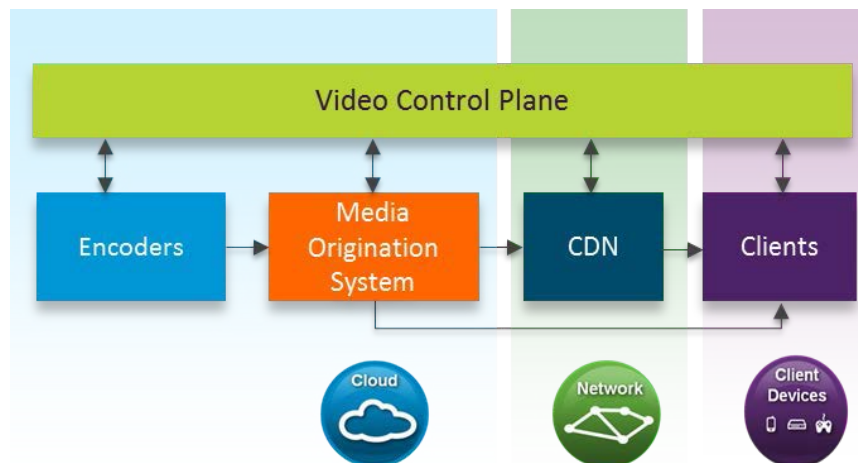 Video Control Plane
Encoders
Media
Origination
System
CDN
Clients
Cloud
Network
Client
Devices